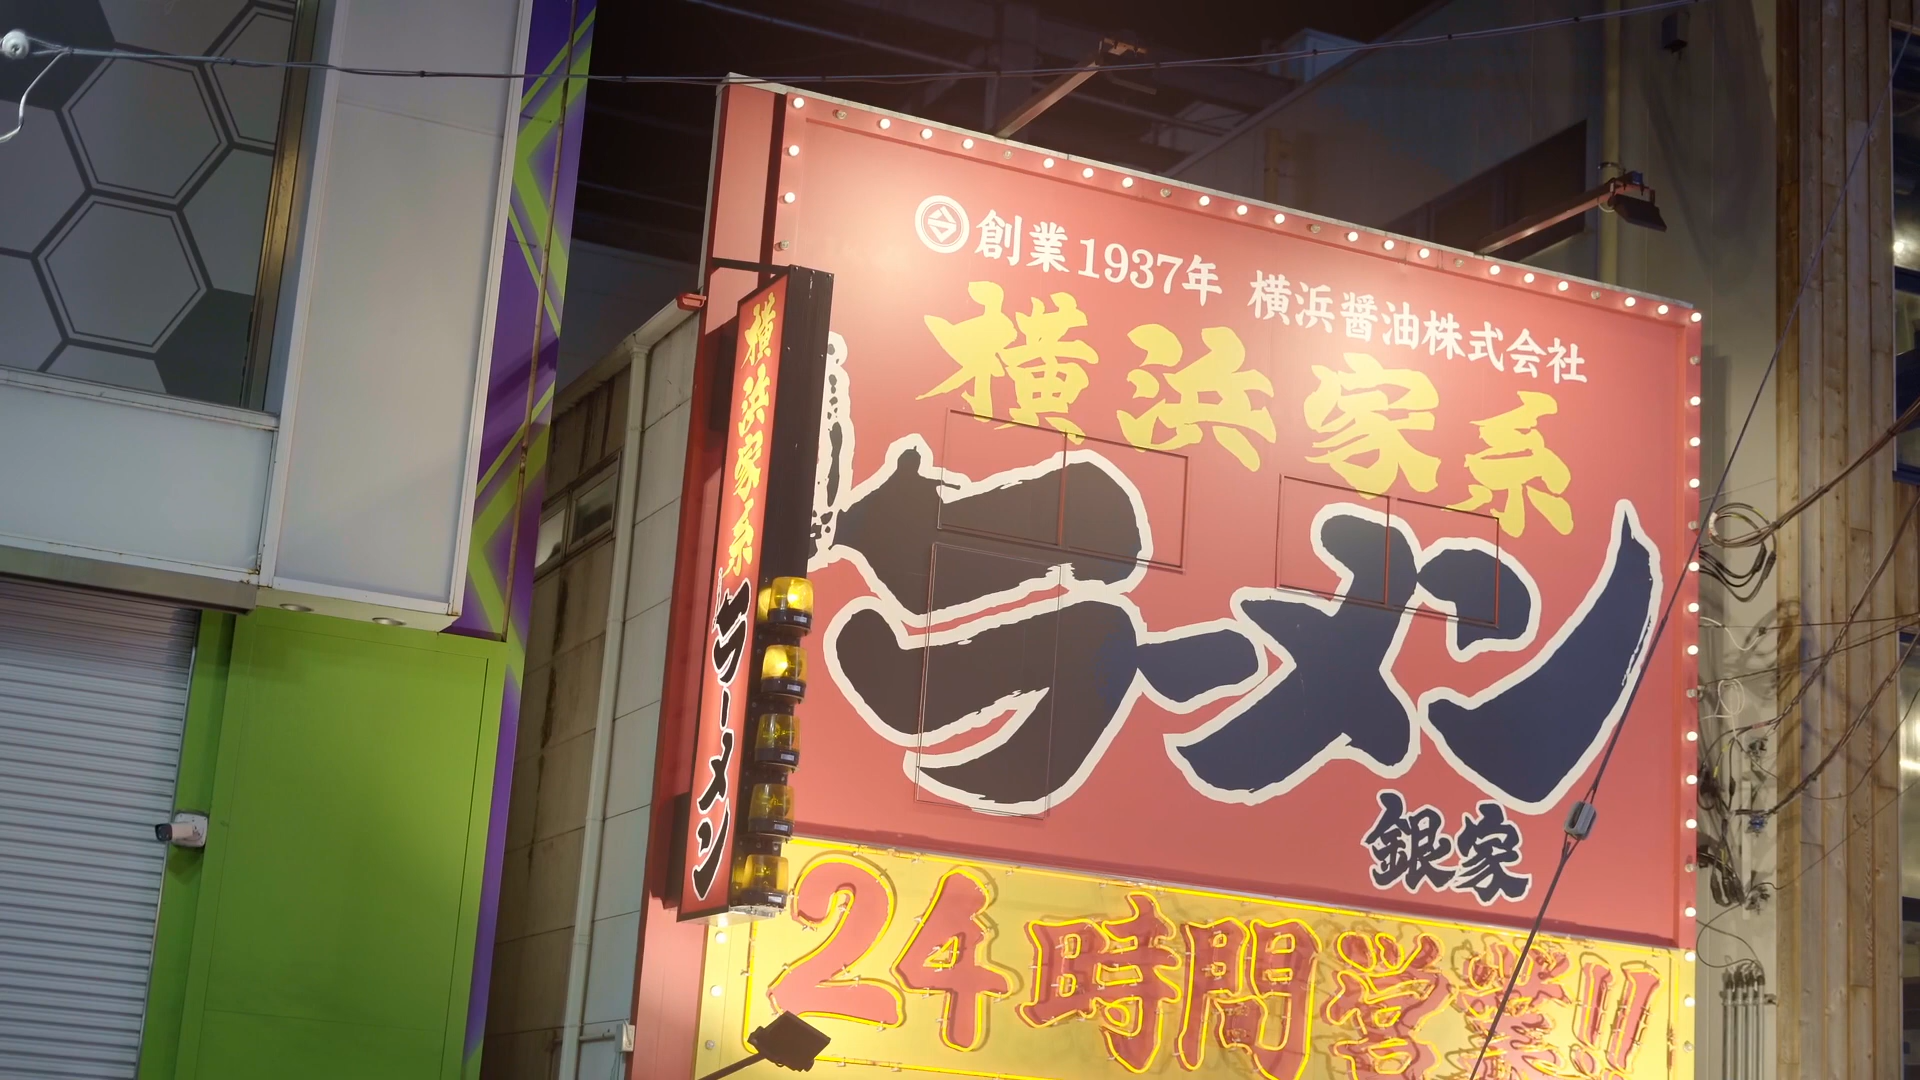 創業1937年 横浜醤油株式会社
横浜家系
ラーメン
銀家
24時間営業!!
横浜家系ラーメン